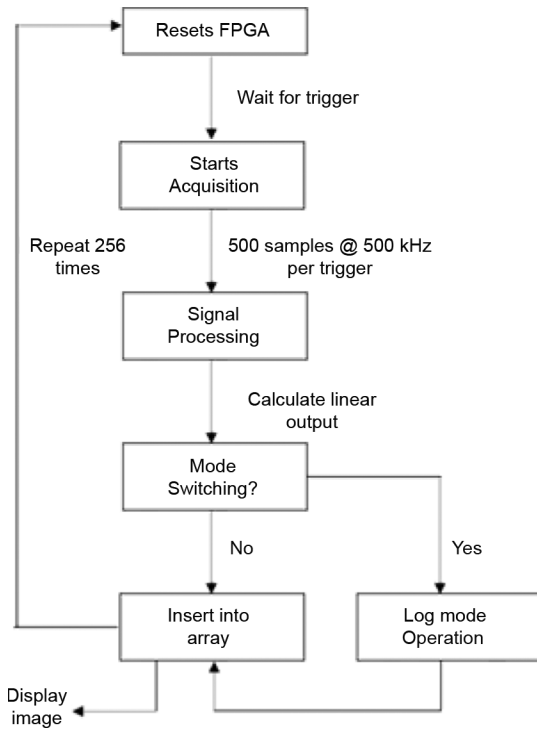 Resets FPGA
Wait for trigger
Starts
Acquisition
Repeat 256
times
500 samples @ 500 kHz
per trigger
Signal
Processing
Calculate linear
output
Mode
Switching?
No
Yes
Insert into
array
Log mode
Operation
Display
image